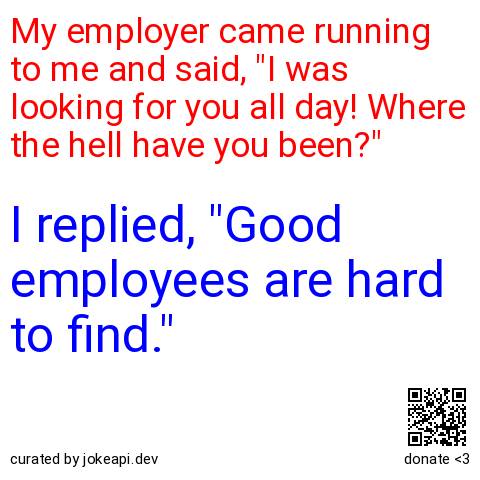 My employer came running
to me and said, "I was
looking for you all day! Where
the hell have you been?"
I replied, "Good
employees are hard
to find."
curated by jokeapi.dev
donate <3